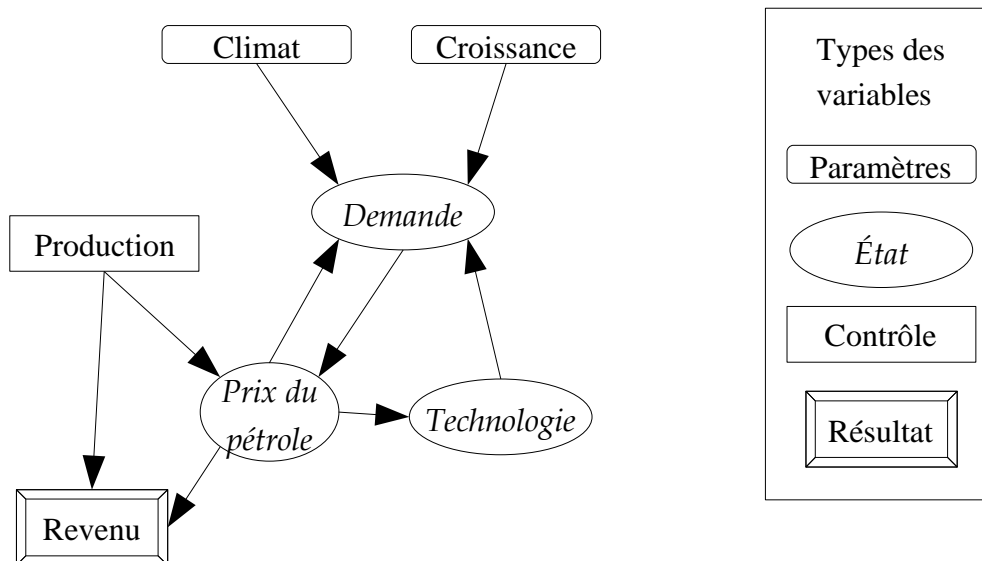 Climat
Croissance
Demande
Production
Prix du
pétrole
Technologie
Revenu
Types des
variables
Paramètres
État
Contrôle
Résultat